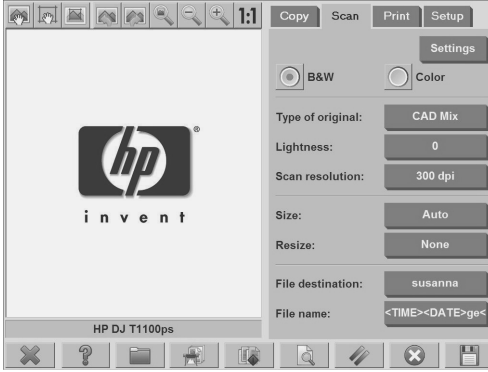 1:1
Copy Scan Print Setup
Settings
B&W Color
Type of original: CAD Mix
Lightness: 0
Scan resolution: 300 dpi
Size: Auto
Resize: None
File destination: susanna
File name: <TIME><DATE>ge<
hp ®
invent
HP DJ T1100ps
?